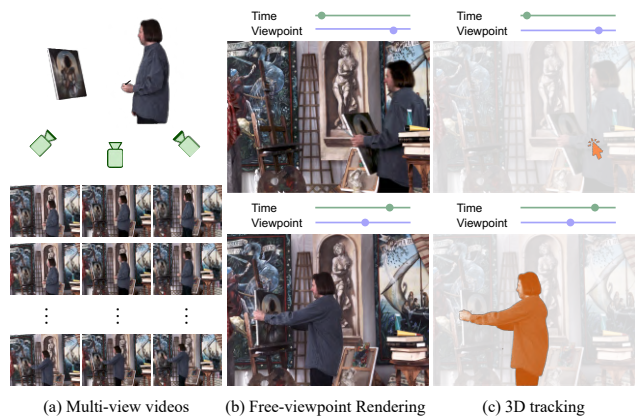 Time
Viewpoint
Time
Viewpoint
Time
Viewpoint
Time
Viewpoint
(a) Multi-view videos
(b) Free-viewpoint Rendering
(c) 3D tracking